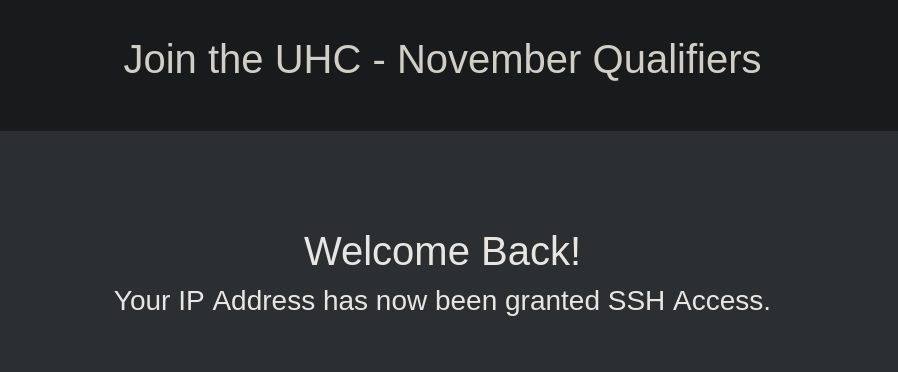 Join the UHC - November Qualifiers
Welcome Back!
Your IP Address has now been granted SSH Access.